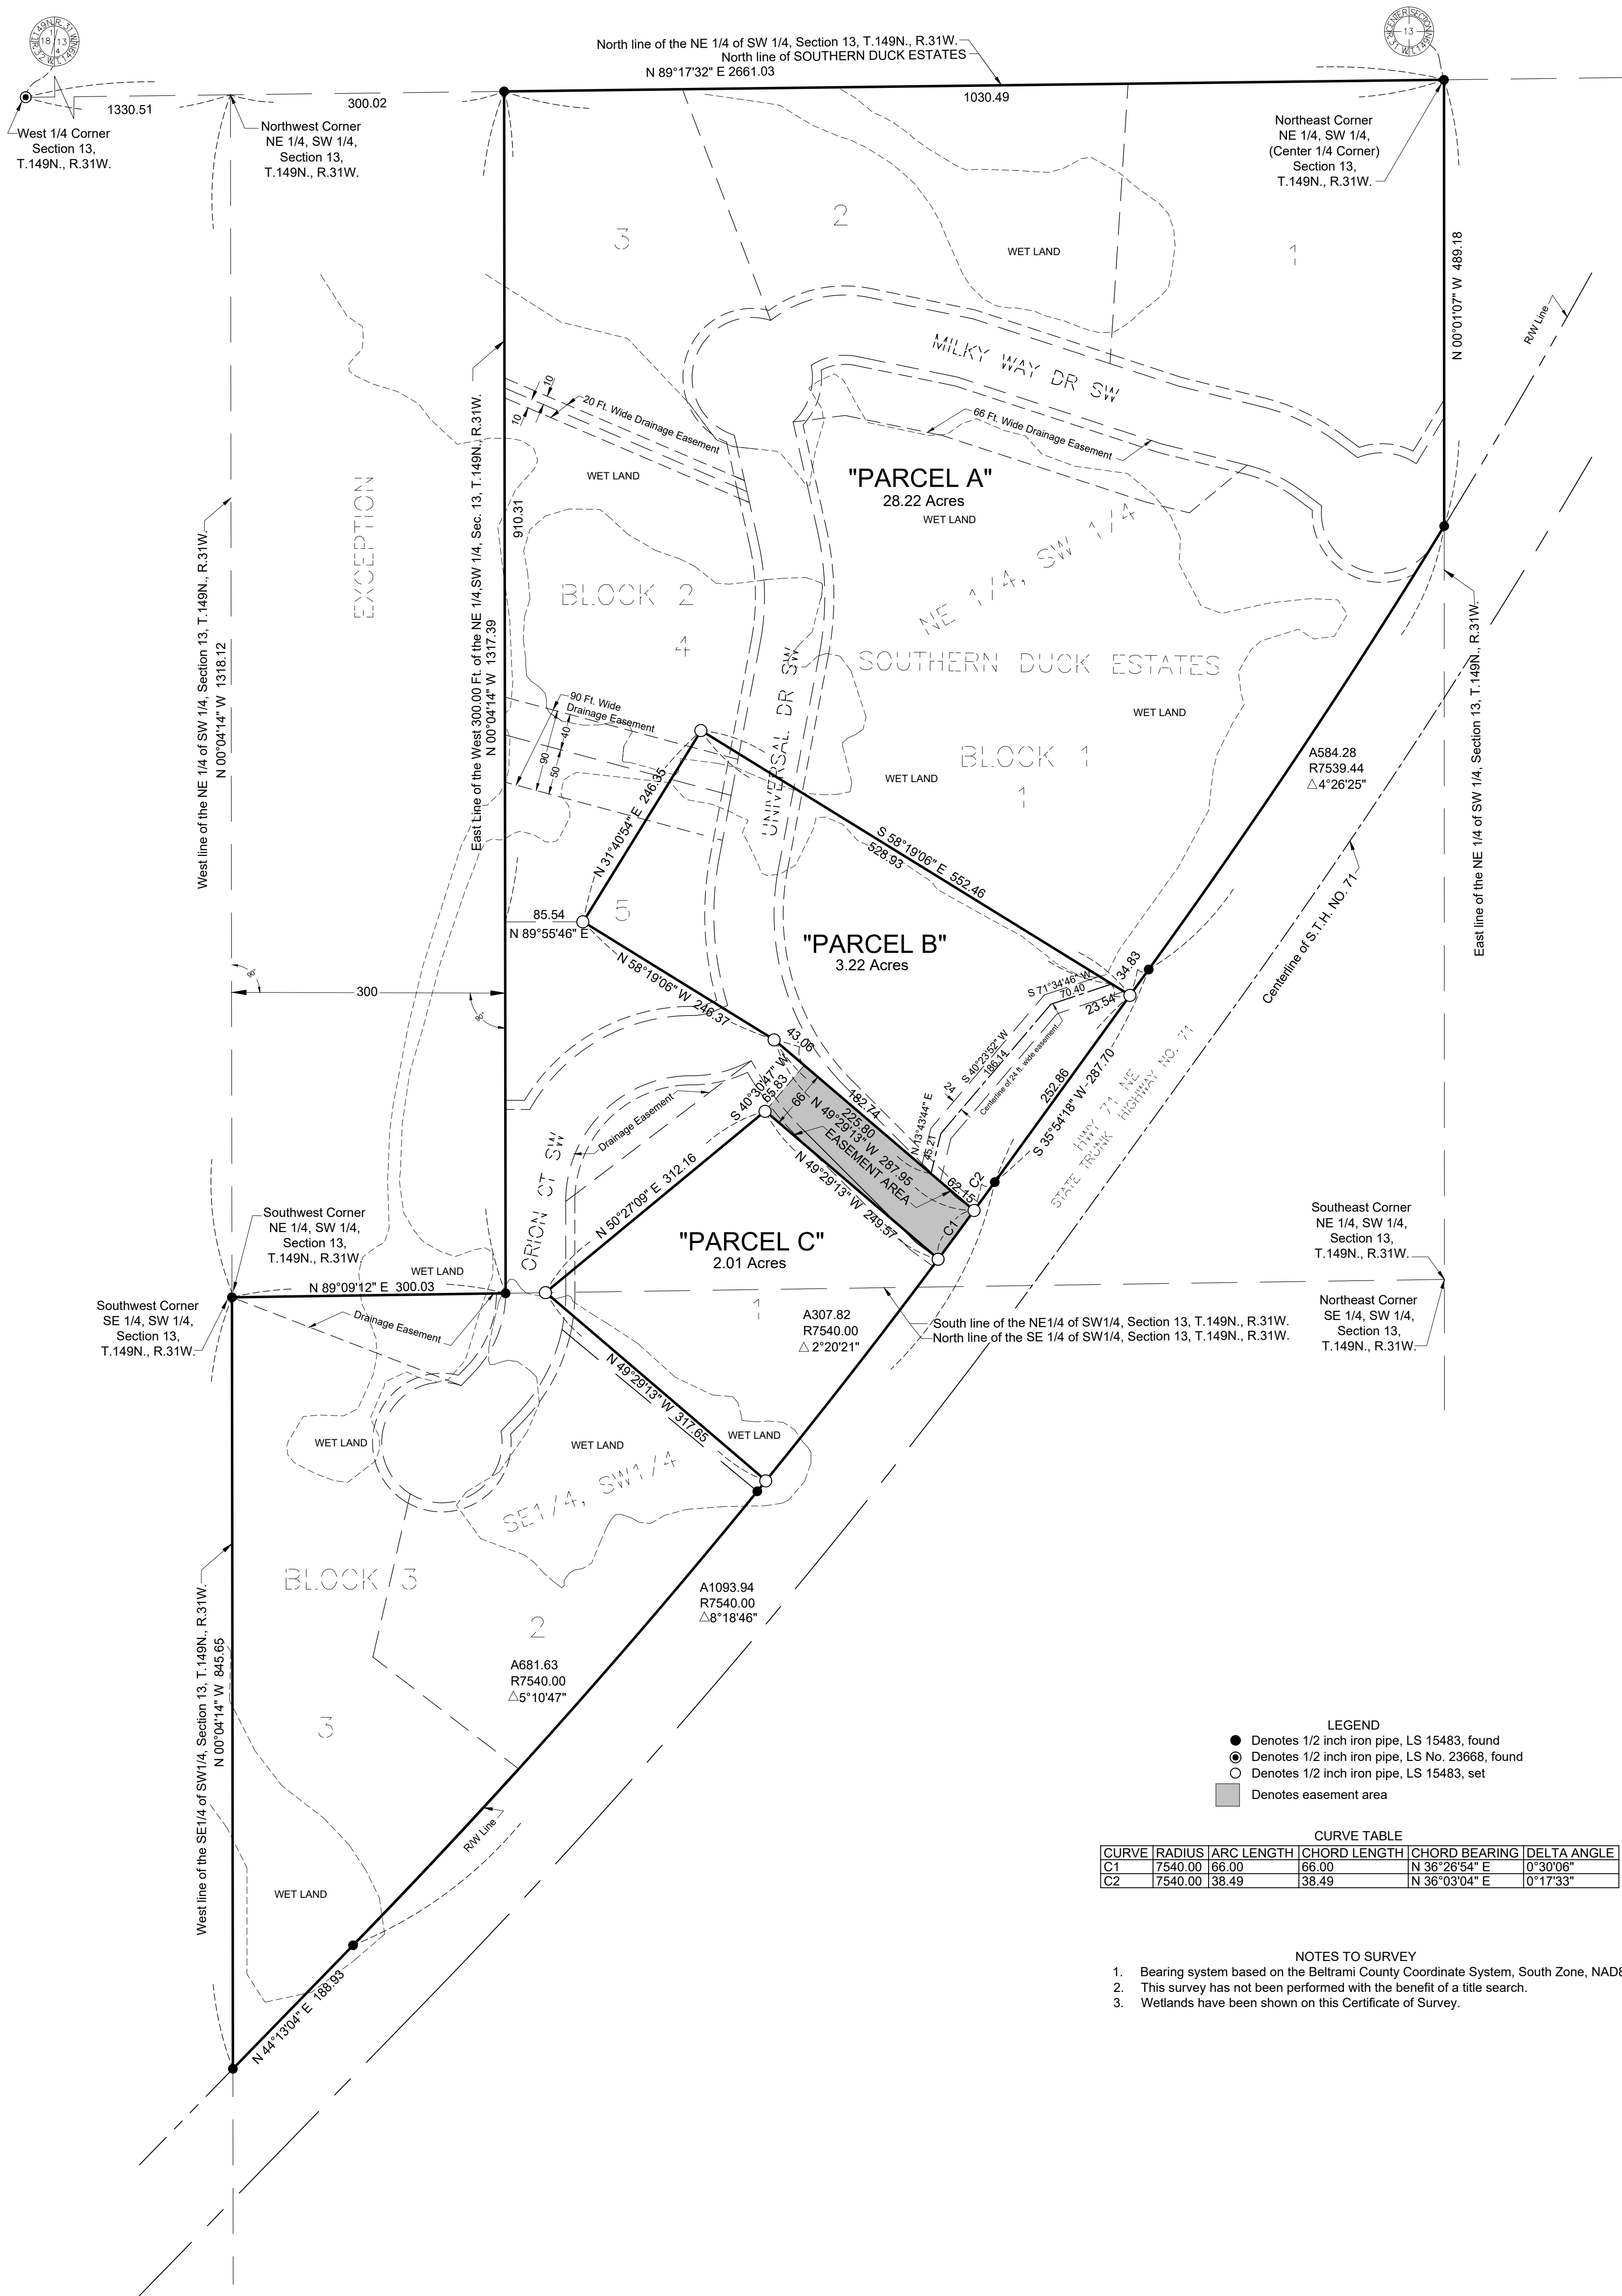 North line of the NE 1/4 of SW 1/4, Section 13, T.149N., R.31W.
North line of SOUTHERN DUCK ESTATES
N 89°17'32" E 2661.03
1330.51
300.02
1030.49
West 1/4 Corner
Section 13,
T.149N., R.31W.
Northwest Corner
NE 1/4, SW 1/4,
Section 13,
T.149N., R.31W.
Northeast Corner
NE 1/4, SW 1/4,
(Center 1/4 Corner)
Section 13,
T.149N., R.31W.
3
2
WET LAND
1
N 00°01'07" W 489.18
R/W Line
MILKY WAY DR SW
10
10
20 Ft. Wide Drainage Easement
66 Ft. Wide Drainage Easement
WET LAND
"PARCEL A"
28.22 Acres
WET LAND
EXCEPTION
910.31
East Line of the West 300.00 Ft. of the NE 1/4,SW 1/4, Sec. 13, T.149N., R.31W.
N 00°04'14" W 1317.39
West line of the NE 1/4 of SW 1/4, Section 13, T.149N., R.31W.
N 00°04'14" W 1318.12
BLOCK 2
4
NE 1/4, SW 1/4
SOUTHERN DUCK ESTATES
UNIVERSAL DR SW
90 Ft. Wide
Drainage Easement
40
90
50
WET LAND
BLOCK 1
WET LAND
1
A584.28
R7539.44
△4°26'25"
East line of the NE 1/4 of SW 1/4, Section 13, T.149N., R.31W.
N 31°40'54" E 246.35
S 58°19'06" E 552.46
528.93
Centerline of S.T.H. NO. 71
85.54
N 89°55'46" E
5
"PARCEL B"
3.22 Acres
N 58°19'06" W 246.37
34.83
S 71°34'46" W
70.40
23.54
90°
300
90°
43.06
S 40°23'52" W
186.14
Centerline of 24 ft. wide easement
24
252.86
S 35°54'18" W 287.70
HWY 71 NE
STATE TRUNK HIGHWAY NO. 71
S 40°30'47" W
65.83
66
182.74
225.80
N 49°29'13" W 287.95
EASEMENT AREA
N 13°43'44" E
45.21
62.15
C2
C1
N 49°29'13" W 249.57
Drainage Easement
ORION CT SW
N 50°27'09" E 312.16
"PARCEL C"
2.01 Acres
Southwest Corner
NE 1/4, SW 1/4,
Section 13,
T.149N., R.31W.
WET LAND
N 89°09'12" E 300.03
Southwest Corner
SE 1/4, SW 1/4,
Section 13,
T.149N., R.31W.
Drainage Easement
1
A307.82
R7540.00
△ 2°20'21"
Southeast Corner
NE 1/4, SW 1/4,
Section 13,
T.149N., R.31W.
South line of the NE1/4 of SW1/4, Section 13, T.149N., R.31W.
North line of the SE 1/4 of SW1/4, Section 13, T.149N., R.31W.
Northeast Corner
SE 1/4, SW 1/4,
Section 13,
T.149N., R.31W.
N 49°29'13" W 317.65
WET LAND
WET LAND
WET LAND
SE1/4, SW1/4
BLOCK 3
2
A1093.94
R7540.00
△8°18'46"
A681.63
R7540.00
△5°10'47"
West line of the SE1/4 of SW1/4, Section 13, T.149N., R.31W.
N 00°04'14" W 845.65
3
R/W Line
WET LAND
N 44°13'04" E 188.93
LEGEND
Denotes 1/2 inch iron pipe, LS 15483, found
Denotes 1/2 inch iron pipe, LS No. 23668, found
Denotes 1/2 inch iron pipe, LS 15483, set
Denotes easement area
CURVE TABLE
CURVE RADIUS ARC LENGTH CHORD LENGTH CHORD BEARING DELTA ANGLE
C1 7540.00 66.00 66.00 N 36°26'54" E 0°30'06"
C2 7540.00 38.49 38.49 N 36°03'04" E 0°17'33"
NOTES TO SURVEY
1. Bearing system based on the Beltrami County Coordinate System, South Zone,
2. This survey has not been performed with the benefit of a title search.
3. Wetlands have been shown on this Certificate of Survey.